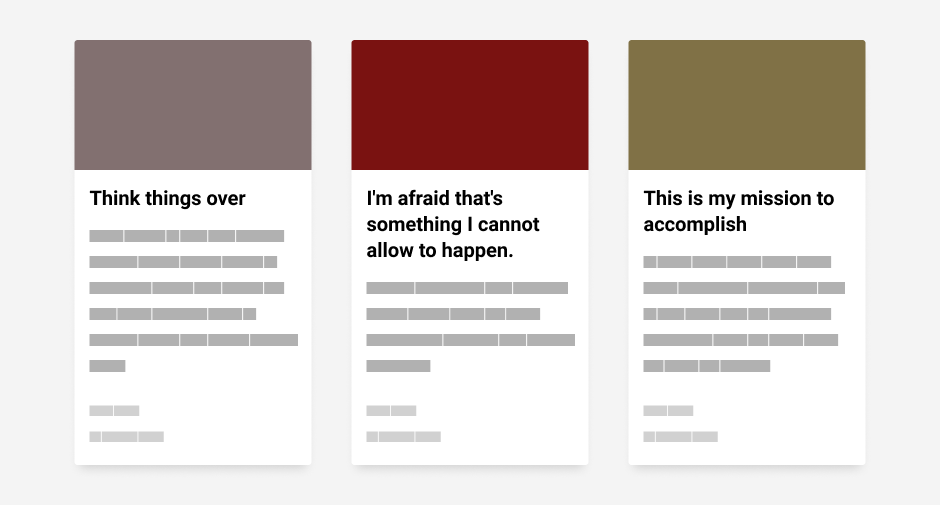 Think things over
I'm afraid that's
something I cannot
allow to happen.
This is my mission to
accomplish